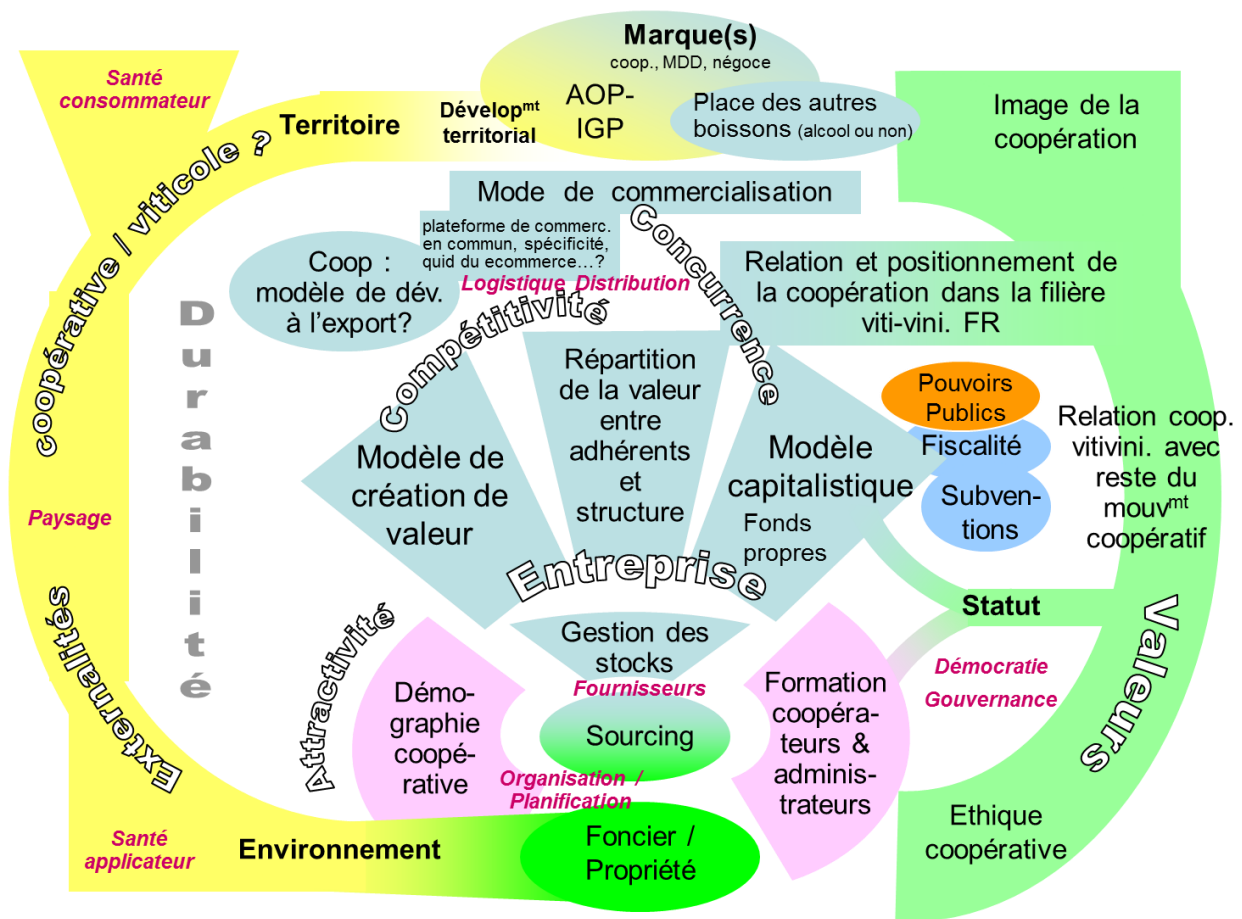 Santé
consommateur
Territoire
Dévelop^mt
territorial
Marque(s)
coop., MDD, négoce
AOP-
IGP
Place des autres
boissons (alcool ou non)
Image de la
coopération
coopérative / viticole ?
Mode de commercialisation
plateforme de commerc.
en commun, spécificité,
quid du ecommerce…?
Logistique Distribution
Coop :
modèle de dév.
à l’export?
Concurrence
Relation et positionnement de
la coopération dans la filière
viti-vini. FR
Durabilité
Compétitivité
Modèle de
création de
valeur
Répartition
de la valeur
entre
adhérents
et
structure
Modèle
capitalistique
Fonds
propres
Pouvoirs
Publics
Fiscalité
Subven-
tions
Relation coop.
vitivini. avec
reste du
mouv^mt
coopératif
Paysage
Entreprise
Externalités
Attractivité
Gestion des
stocks
Fournisseurs
Sourcing
Démo-
graphie
coopé-
rative
Organisation /
Planification
Formation
coopéra-
teurs &
adminis-
trateurs
Statut
Démocratie
Gouvernance
Valeurs
Santé
applicateur
Environnement
Foncier /
Propriété
Ethique
coopérative